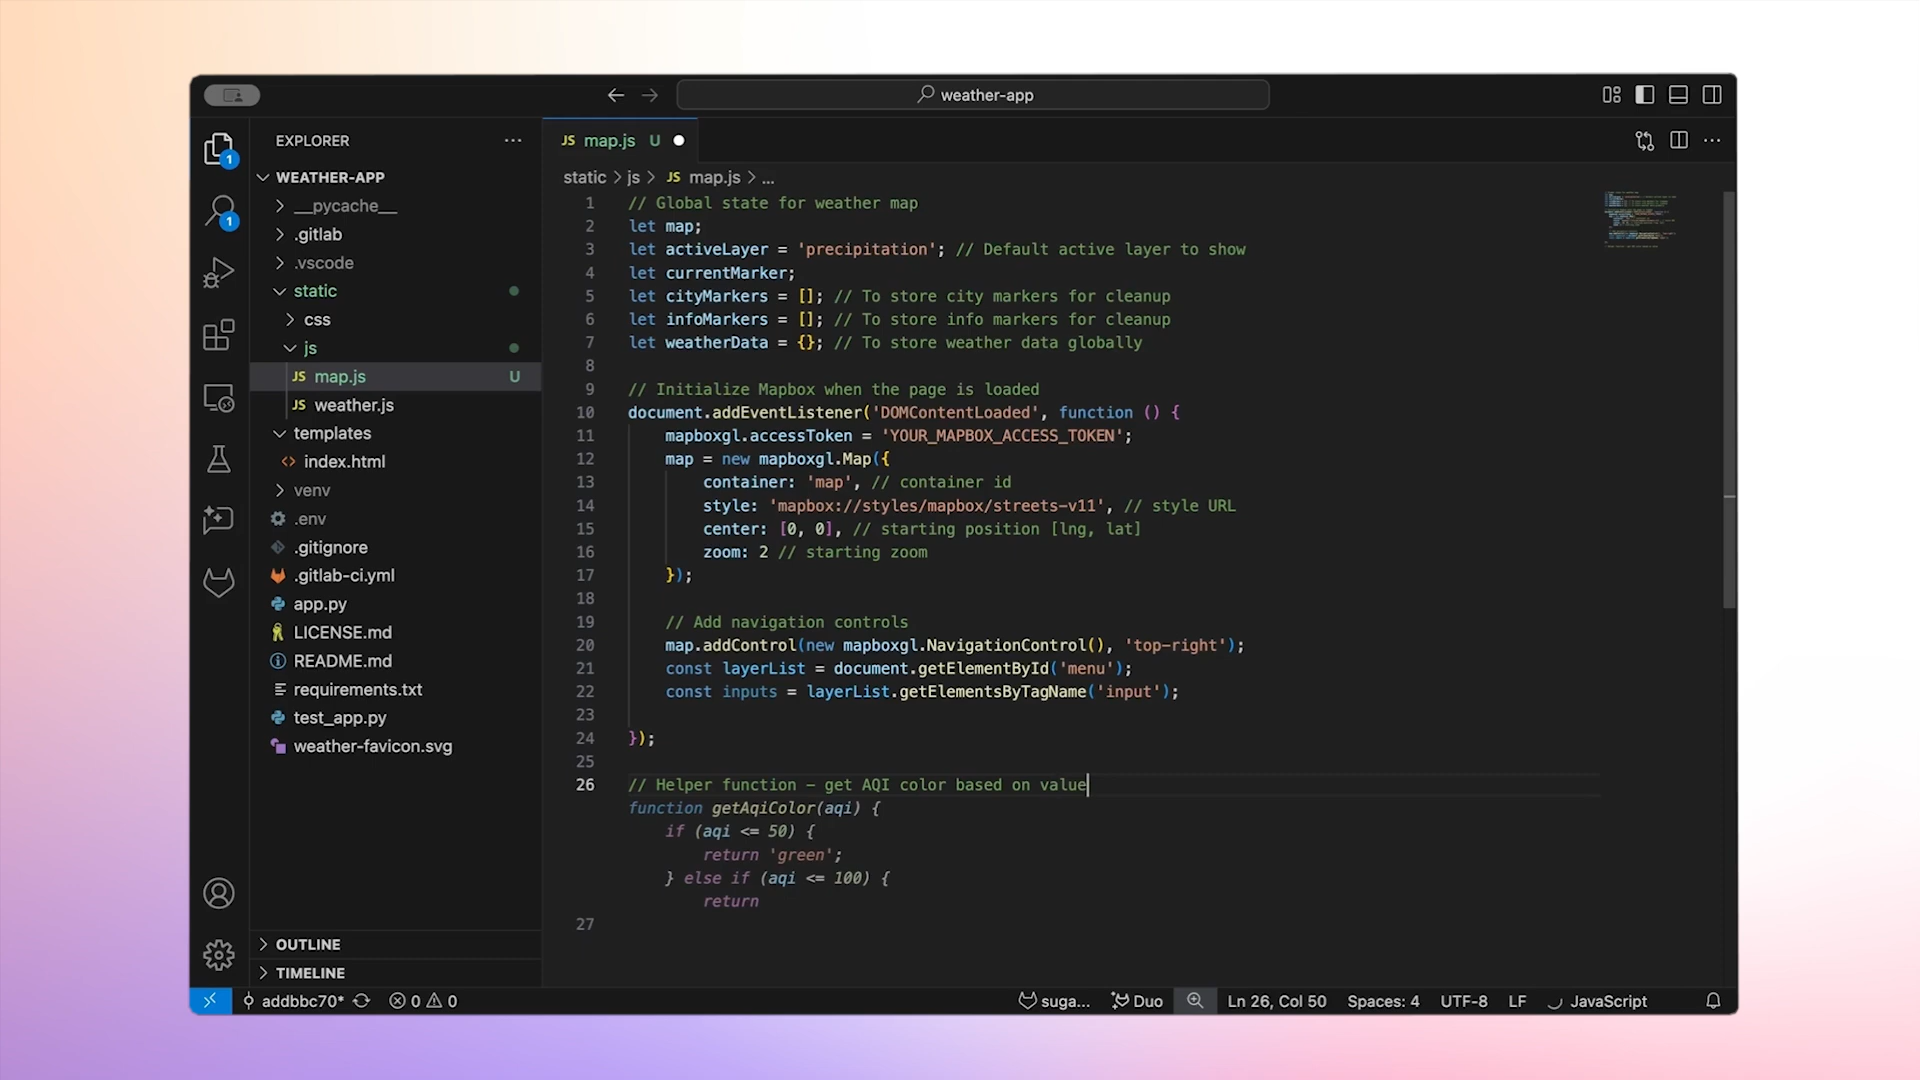 weather-app
EXPLORER
WEATHER-APP
__pycache__
.gitlab
.vscode
static
css
js
JS map.js U
JS weather.js
templates
<> index.html
venv
.env
.gitignore
.gitlab-ci.yml
app.py
LICENSE.md
README.md
requirements.txt
test_app.py
weather-favicon.svg
OUTLINE
TIMELINE
1
1
JS map.js U
static > js > JS map.js > ...
1 // Global state for weather map
2 let map;
3 let activeLayer = 'precipitation'; // Default active layer to show
4 let currentMarker;
5 let cityMarkers = []; // To store city markers for cleanup
6 let infoMarkers = []; // To store info markers for cleanup
7 let weatherData = {}; // To store weather data globally
8
9 // Initialize Mapbox when the page is loaded
10 document.addEventListener('DOMContentLoaded', function () {
11 mapboxgl.accessToken = 'YOUR_MAPBOX_ACCESS_TOKEN';
12 map = new mapboxgl.Map({
13 container: 'map', // container id
14 style: 'mapbox://styles/mapbox/streets-v11', // style URL
15 center: [0, 0], // starting position [lng, lat]
16 zoom: 2 // starting zoom
17 });
18
19 // Add navigation controls
20 map.addControl(new mapboxgl.NavigationControl(), 'top-right');
21 const layerList = document.getElementById('menu');
22 const inputs = layerList.getElementsByTagName('input');
23
24 });
25
26 // Helper function - get AQI color based on value
function getAqiColor(aqi) {
if (aqi <= 50) {
return 'green';
} else if (aqi <= 100) {
return
27
addbbc70* 0 0 suga... Duo Ln 26, Col 50 Spaces: 4 UTF-8 LF JavaScript